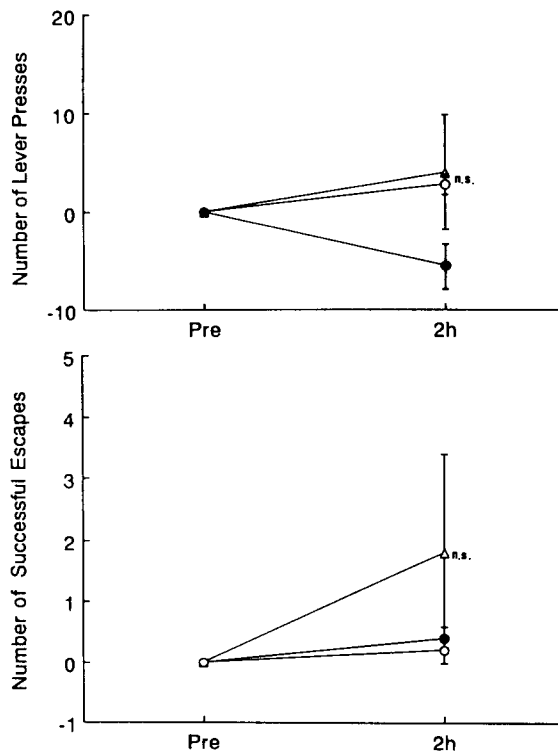 Number of Lever Presses
20
10
0
-10
n.s.
Pre
2h
Number of Successful Escapes
5
4
3
2
1
0
-1
n.s.
Pre
2h